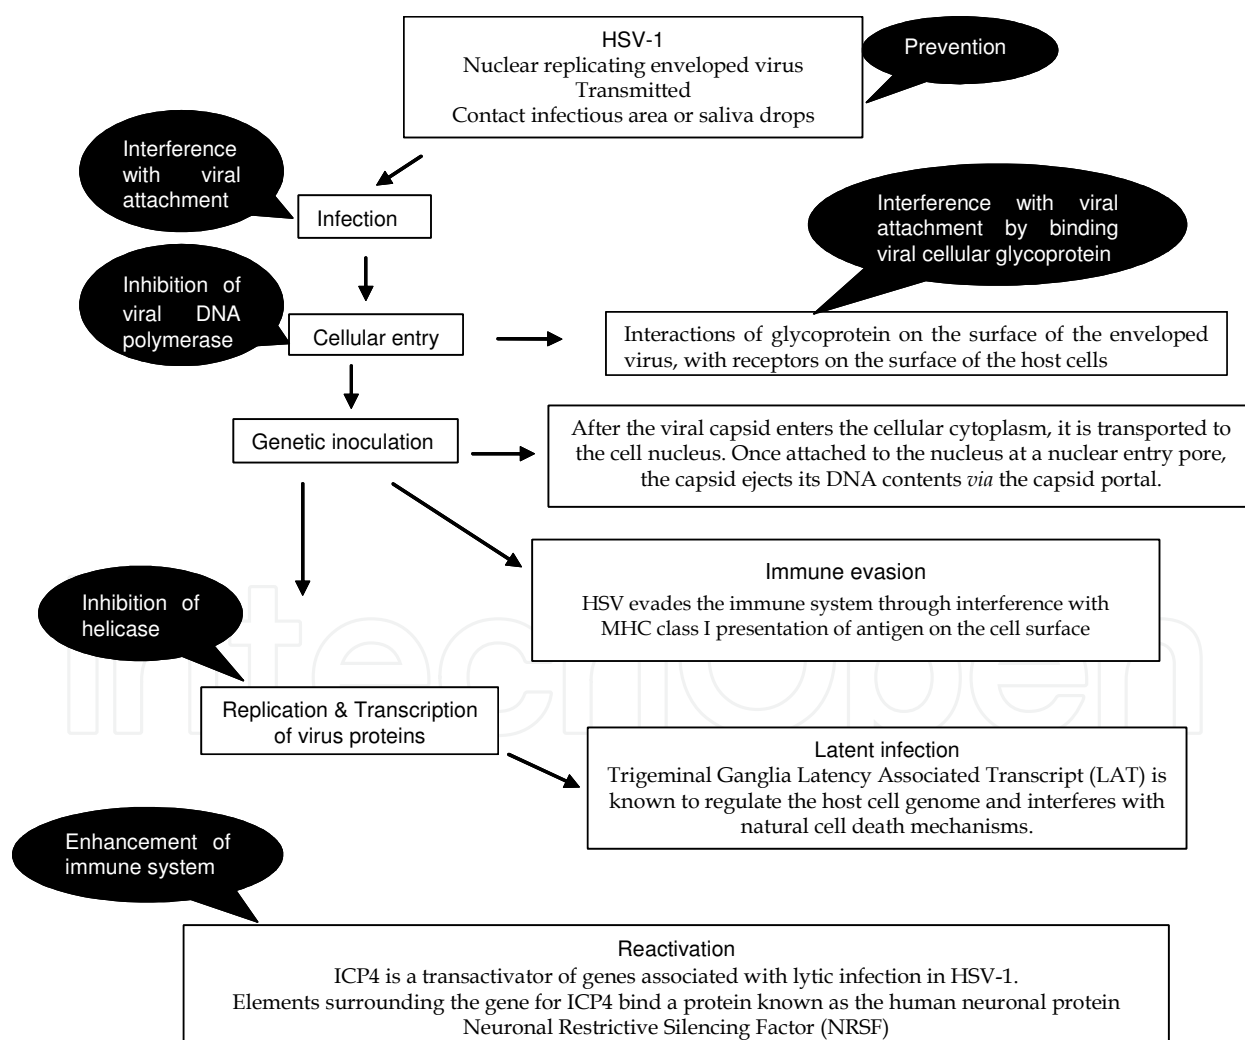 HSV-1
Nuclear replicating enveloped virus
Transmitted
Contact infectious area or saliva drops
Prevention
Interference
with viral
attachment
Infection
Interference with viral
attachment by binding
viral cellular glycoprotein
Inhibition of
viral DNA
polymerase
Cellular entry
Interactions of glycoprotein on the surface of the enveloped
virus, with receptors on the surface of the host cells
Genetic inoculation
After the viral capsid enters the cellular cytoplasm, it is transported to
the cell nucleus. Once attached to the nucleus at a nuclear entry pore,
the capsid ejects its DNA contents via the capsid portal.
Immune evasion
HSV evades the immune system through interference with
MHC class I presentation of antigen on the cell surface
Inhibition of
helicase
IntechOpen
Replication & Transcription
of virus proteins
Latent infection
Trigeminal Ganglia Latency Associated Transcript (LAT) is
known to regulate the host cell genome and interferes with
natural cell death mechanisms.
Enhancement of
immune system
Reactivation
ICP4 is a transactivator of genes associated with lytic infection in HSV-1.
Elements surrounding the gene for ICP4 bind a protein known as the human neuronal protein
Neuronal Restrictive Silencing Factor (NRSF)